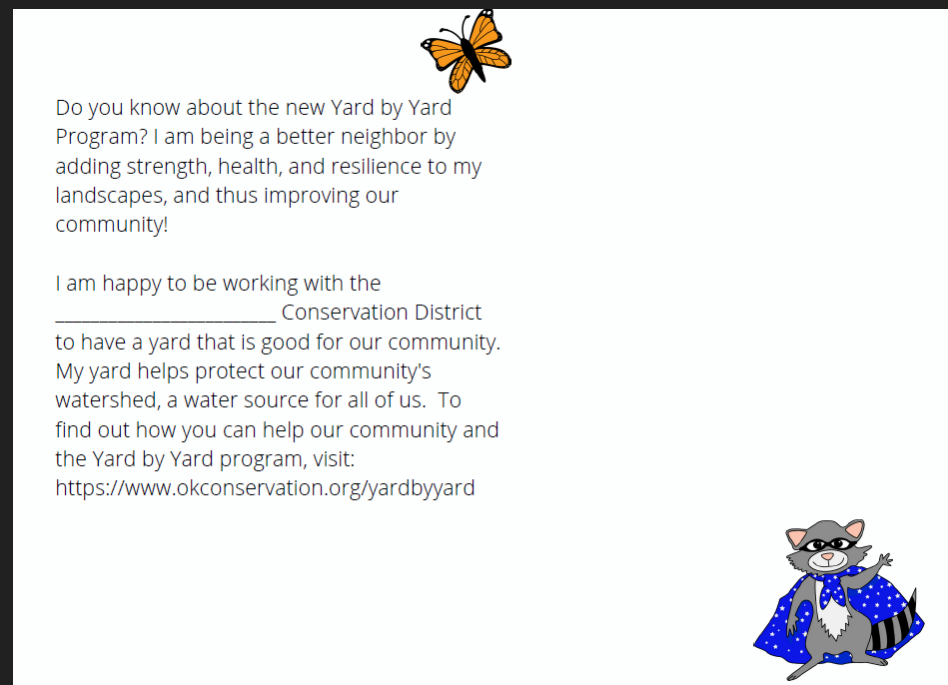 Do you know about the new Yard by Yard
Program? I am being a better neighbor by
adding strength, health, and resilience to my
landscapes, and thus improving our
community!
I am happy to be working with the
______________________ Conservation District
to have a yard that is good for our community.
My yard helps protect our community's
watershed, a water source for all of us.  To
find out how you can help our community and
the Yard by Yard program, visit:
https://www.okconservation.org/yardbyyard